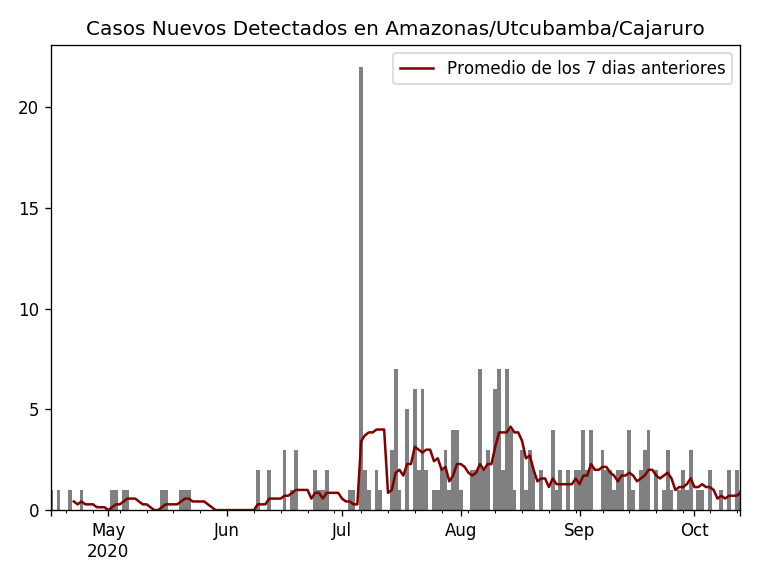 Casos Nuevos Detectados en Amazonas/Utcubamba/Cajaruro
Promedio de los 7 dias anteriores
20
15
10
5
0
May Jun Jul Aug Sep Oct
2020